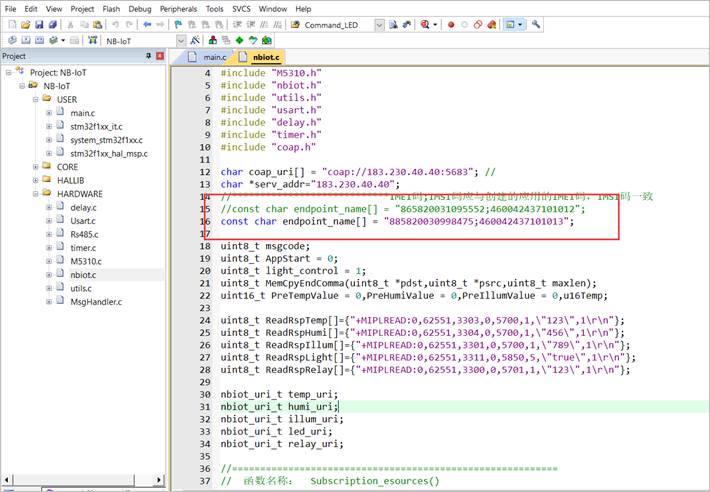 File Edit View Project Flash Debug Peripherals Tools SVCS Window Help
Command_LED
NB-IoT
Project
main.c
nbiot.c
Project: NB-IoT
NB-IoT
USER
main.c
stm32f1xx_it.c
system_stm32f1xx.c
stm32f1xx_hal_msp.c
CORE
HALLIB
HARDWARE
delay.c
Usart.c
Rs485.c
timer.c
M5310.c
nbiot.c
utils.c
MsgHandler.c
4 #include "M5310.h"
5 #include "nbiot.h"
6 #include "utils.h"
7 #include "usart.h"
8 #include "delay.h"
9 #include "timer.h"
10 #include "coap.h"
11
12 char coap_uri[] = "coap://183.230.40.40:5683"; //
13 char *serv_addr="183.230.40.40";
14 //****************************IMEI码;IMSI码应与创建的应用的IMEI码，IMSI码一致
15 //const char endpoint_name[] = "865820031095552;460042437101012";
16 const char endpoint_name[] = "885820030998475;460042437101013";
17
18 uint8_t msgcode;
19 uint8_t AppStart = 0;
20 uint8_t light_control = 1;
21 uint8_t MemCpyEndComma(uint8_t *pdst,uint8_t *psrc,uint8_t maxlen);
22 uint16_t PreTempValue = 0,PreHumiValue = 0,PreIllumValue = 0,u16Temp;
23
24 uint8_t ReadRspTemp[]={"+MIPLREAD:0,62551,3303,0,5700,1,\"123\",1\r\n"};
25 uint8_t ReadRspHumi[]={"+MIPLREAD:0,62551,3304,0,5700,1,\"456\",1\r\n"};
26 uint8_t ReadRspIllum[]={"+MIPLREAD:0,62551,3301,0,5700,1,\"789\",1\r\n"};
27 uint8_t ReadRspLight[]={"+MIPLREAD:0,62551,3311,0,5850,5,\"true\",1\r\n"};
28 uint8_t ReadRspRelay[]={"+MIPLREAD:0,62551,3300,0,5701,1,\"123\",1\r\n"};
29
30 nbiot_uri_t temp_uri;
31 nbiot_uri_t humi_uri;
32 nbiot_uri_t illum_uri;
33 nbiot_uri_t led_uri;
34 nbiot_uri_t relay_uri;
35
36 //==========================================================
37 // 函数名称： Subscription_esources()